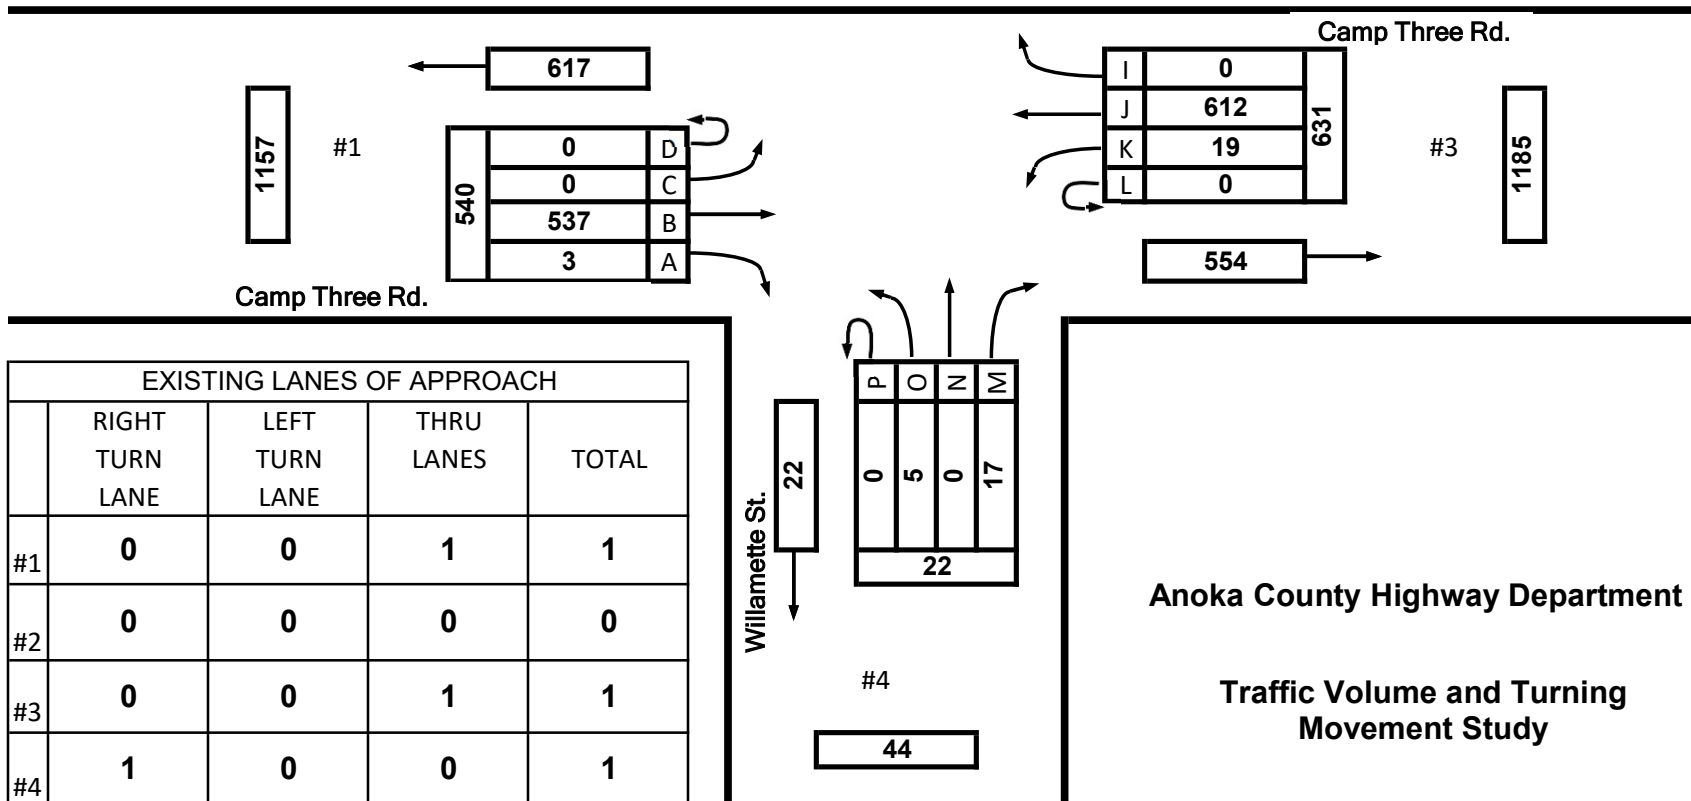 Camp Three Rd.
617
I 0
J 612
K 19
L 0
631
1157
#1
0 D
0 C
537 B
3 A
540
#3
1185
554
Camp Three Rd.
EXISTING LANES OF APPROACH
RIGHT TURN LANE
LEFT TURN LANE
THRU LANES
TOTAL
#1 0 0 1 1
#2 0 0 0 0
#3 0 0 1 1
#4 1 0 0 1
Willamette St.
22
P O N M
0 5 0 17
22
#4
44
Anoka County Highway Department
Traffic Volume and Turning
Movement Study